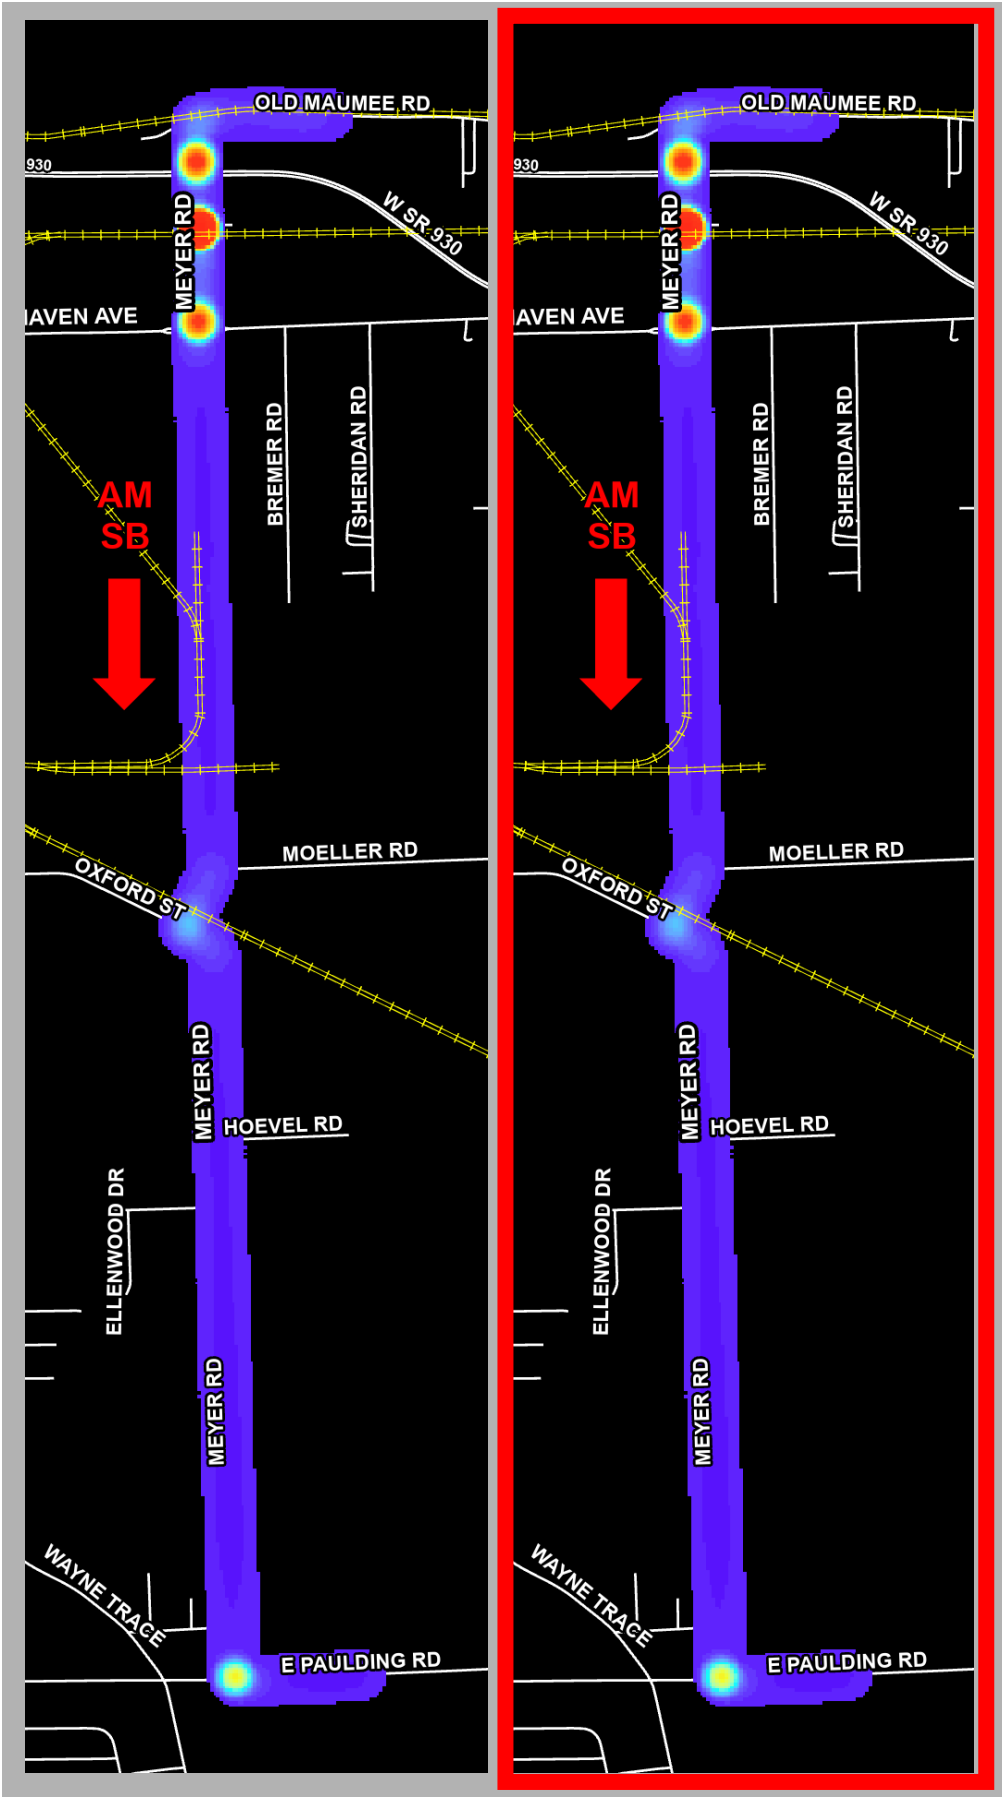 OLD MAUMEE RD
930
W SR 930
MEYER RD
HAVEN AVE
BREMER RD
SHERIDAN RD
AM
SB
MOELLER RD
OXFORD ST
MEYER RD
HOEVEL RD
ELLENWOOD DR
MEYER RD
WAYNE TRACE
E PAULDING RD
OLD MAUMEE RD
930
W SR 930
MEYER RD
HAVEN AVE
BREMER RD
SHERIDAN RD
AM
SB
MOELLER RD
OXFORD ST
MEYER RD
HOEVEL RD
ELLENWOOD DR
MEYER RD
WAYNE TRACE
E PAULDING RD